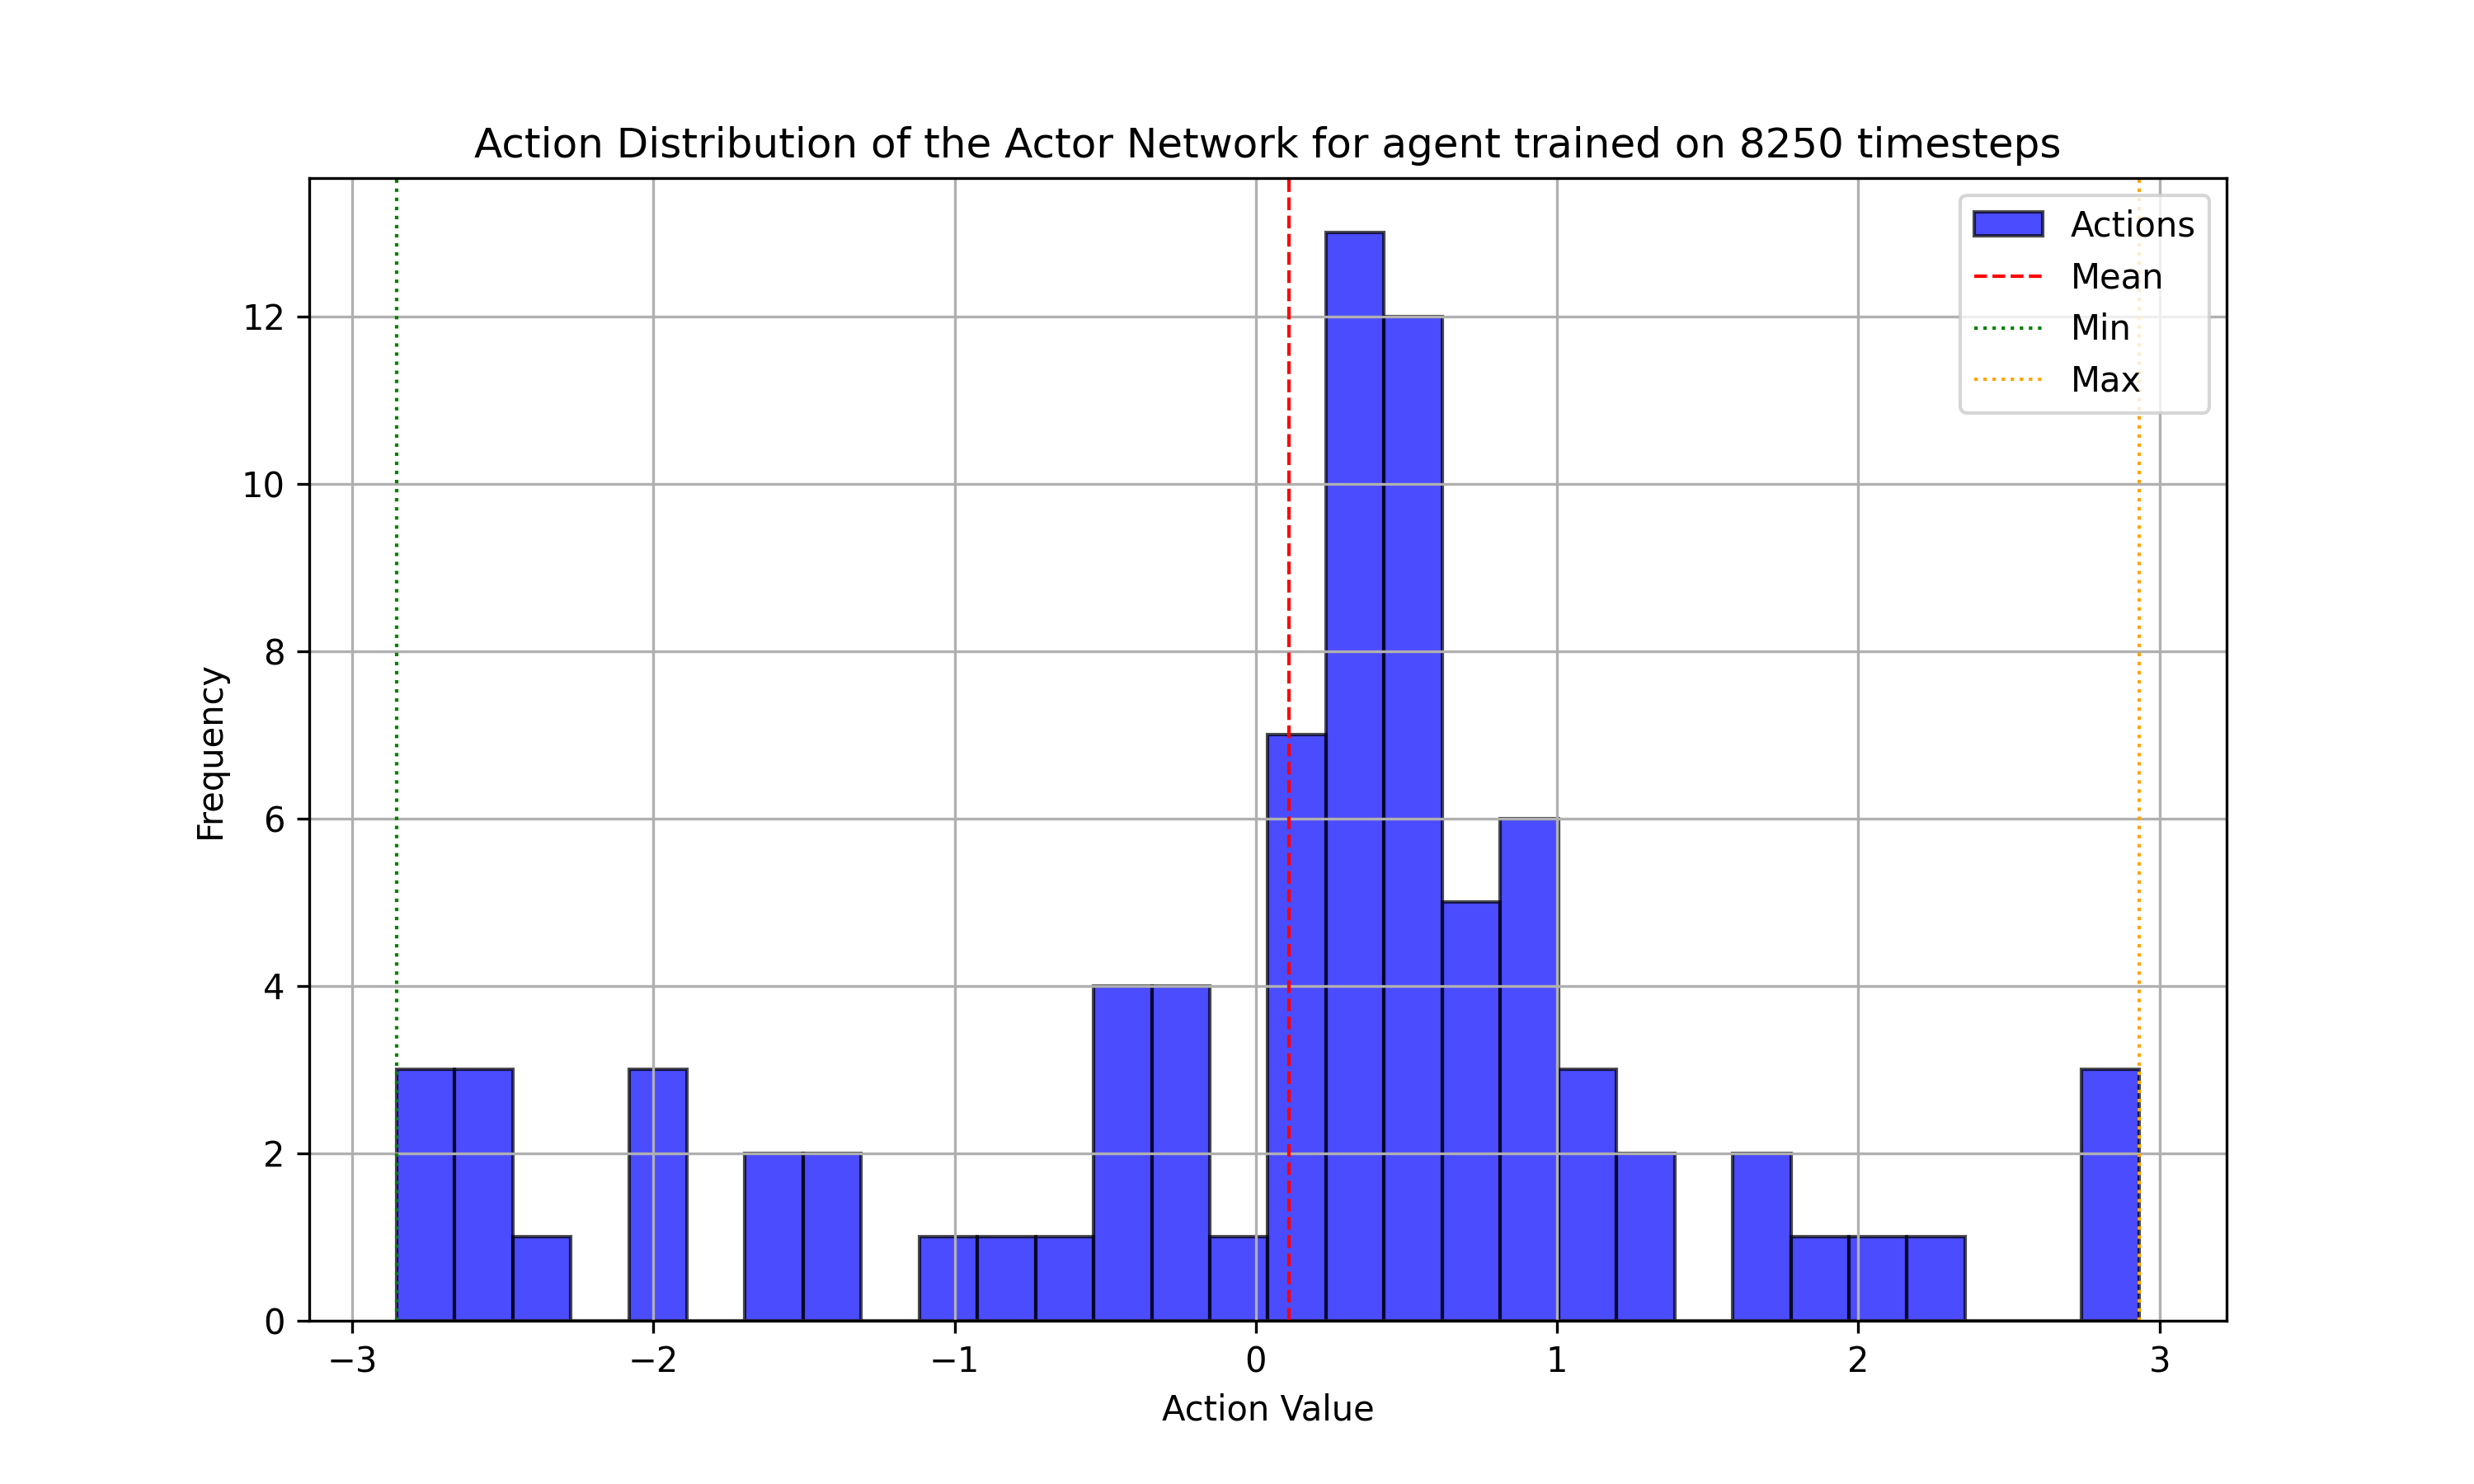 Action Distribution of the Actor Network for agent trained on 8250 timesteps
Actions
Mean
Min
Max
Frequency
12
10
8
6
4
2
0
−3 −2 −1 0 1 2 3
Action Value